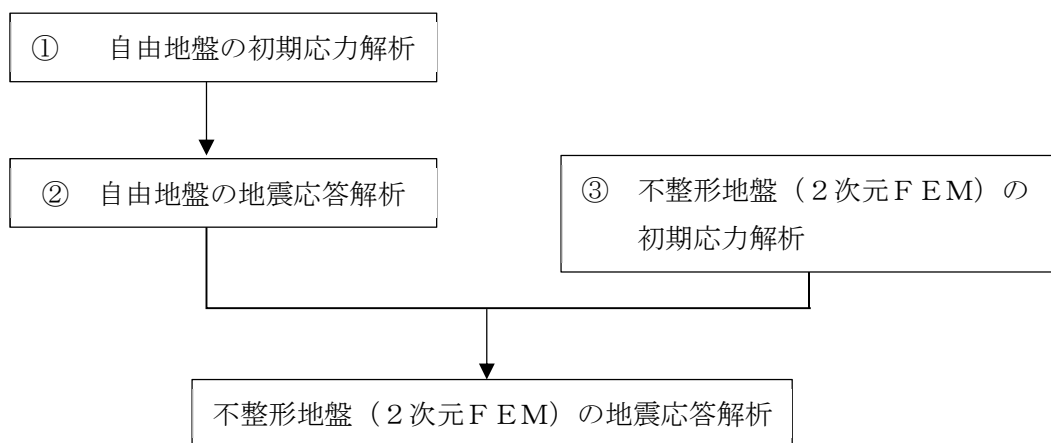 ① 自由地盤の初期応力解析
② 自由地盤の地震応答解析
③ 不整形地盤（２次元ＦＥＭ）の
初期応力解析
不整形地盤（２次元ＦＥＭ）の地震応答解析